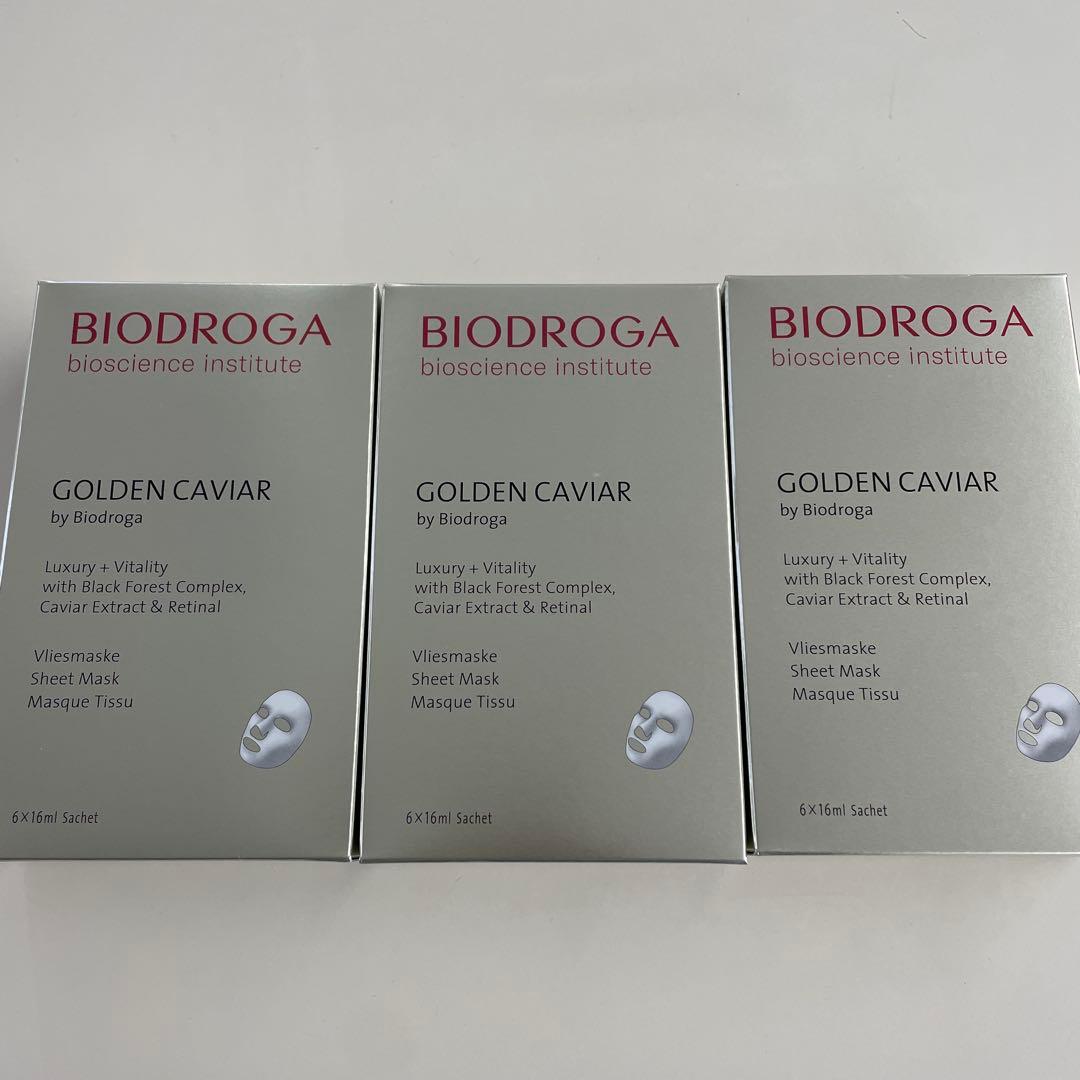 BIODROGA
bioscience institute
GOLDEN CAVIAR
by Biodroga
Luxury + Vitality
with Black Forest Complex,
Caviar Extract & Retinal
Vliesmaske
Sheet Mask
Masque Tissu
6×16ml Sachet
BIODROGA
bioscience institute
GOLDEN CAVIAR
by Biodroga
Luxury + Vitality
with Black Forest Complex,
Caviar Extract & Retinal
Vliesmaske
Sheet Mask
Masque Tissu
6×16ml Sachet
BIODROGA
bioscience institute
GOLDEN CAVIAR
by Biodroga
Luxury + Vitality
with Black Forest Complex,
Caviar Extract & Retinal
Vliesmaske
Sheet Mask
Masque Tissu
6×16ml Sachet